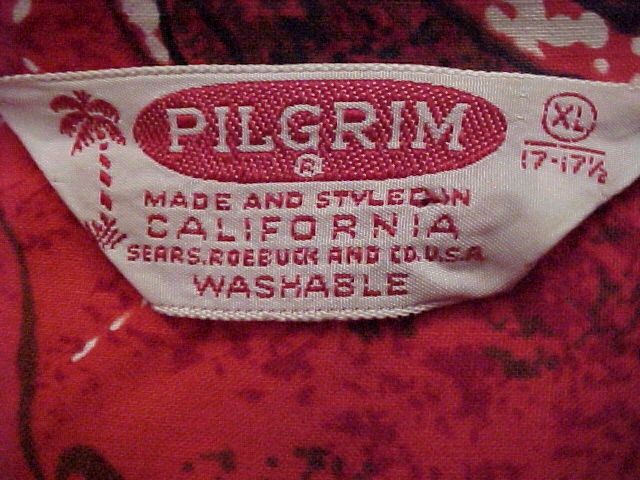 PILGRIM
®
XL
17-17½
MADE AND STYLED IN
CALIFORNIA
SEARS, ROEBUCK AND CO. U.S.A.
WASHABLE